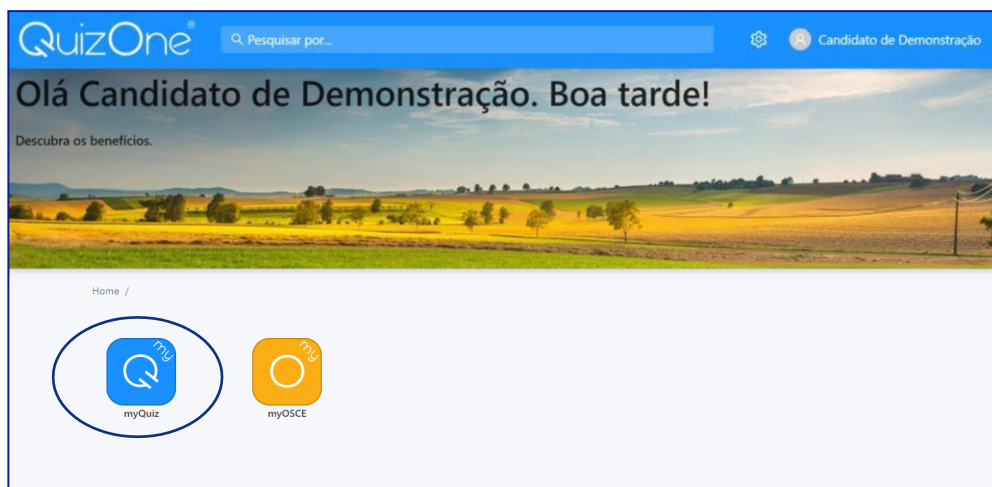 QuizOne®
Pesquisar por...
Candidato de Demonstração
Olá Candidato de Demonstração. Boa tarde!
Descubra os benefícios.
Home /
Q my
O my
myQuiz
myOSCE